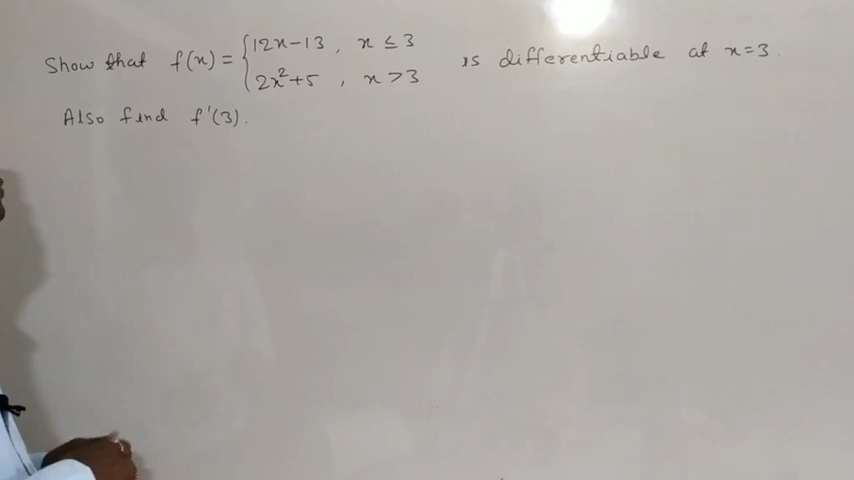 Show that f(x) = { 12x-13 , x ≤ 3 is differentiable at x=3.
2x²+5 , x > 3
Also find f'(3).